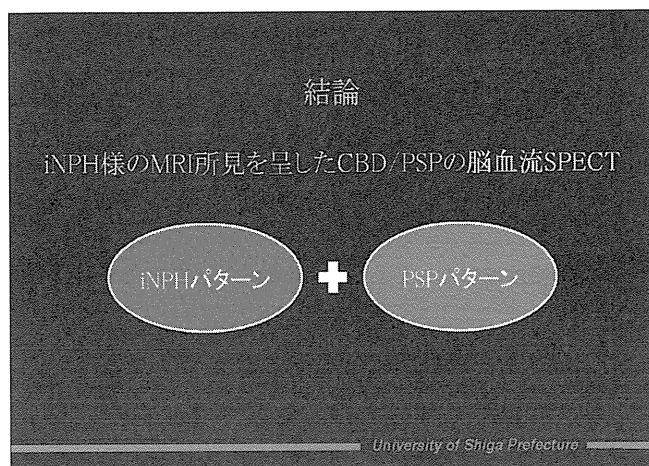 結論
iNPH様のMRI所見を呈したCBD/PSPの脳血流SPECT
iNPHパターン
PSPパターン
University of Shiga Prefecture